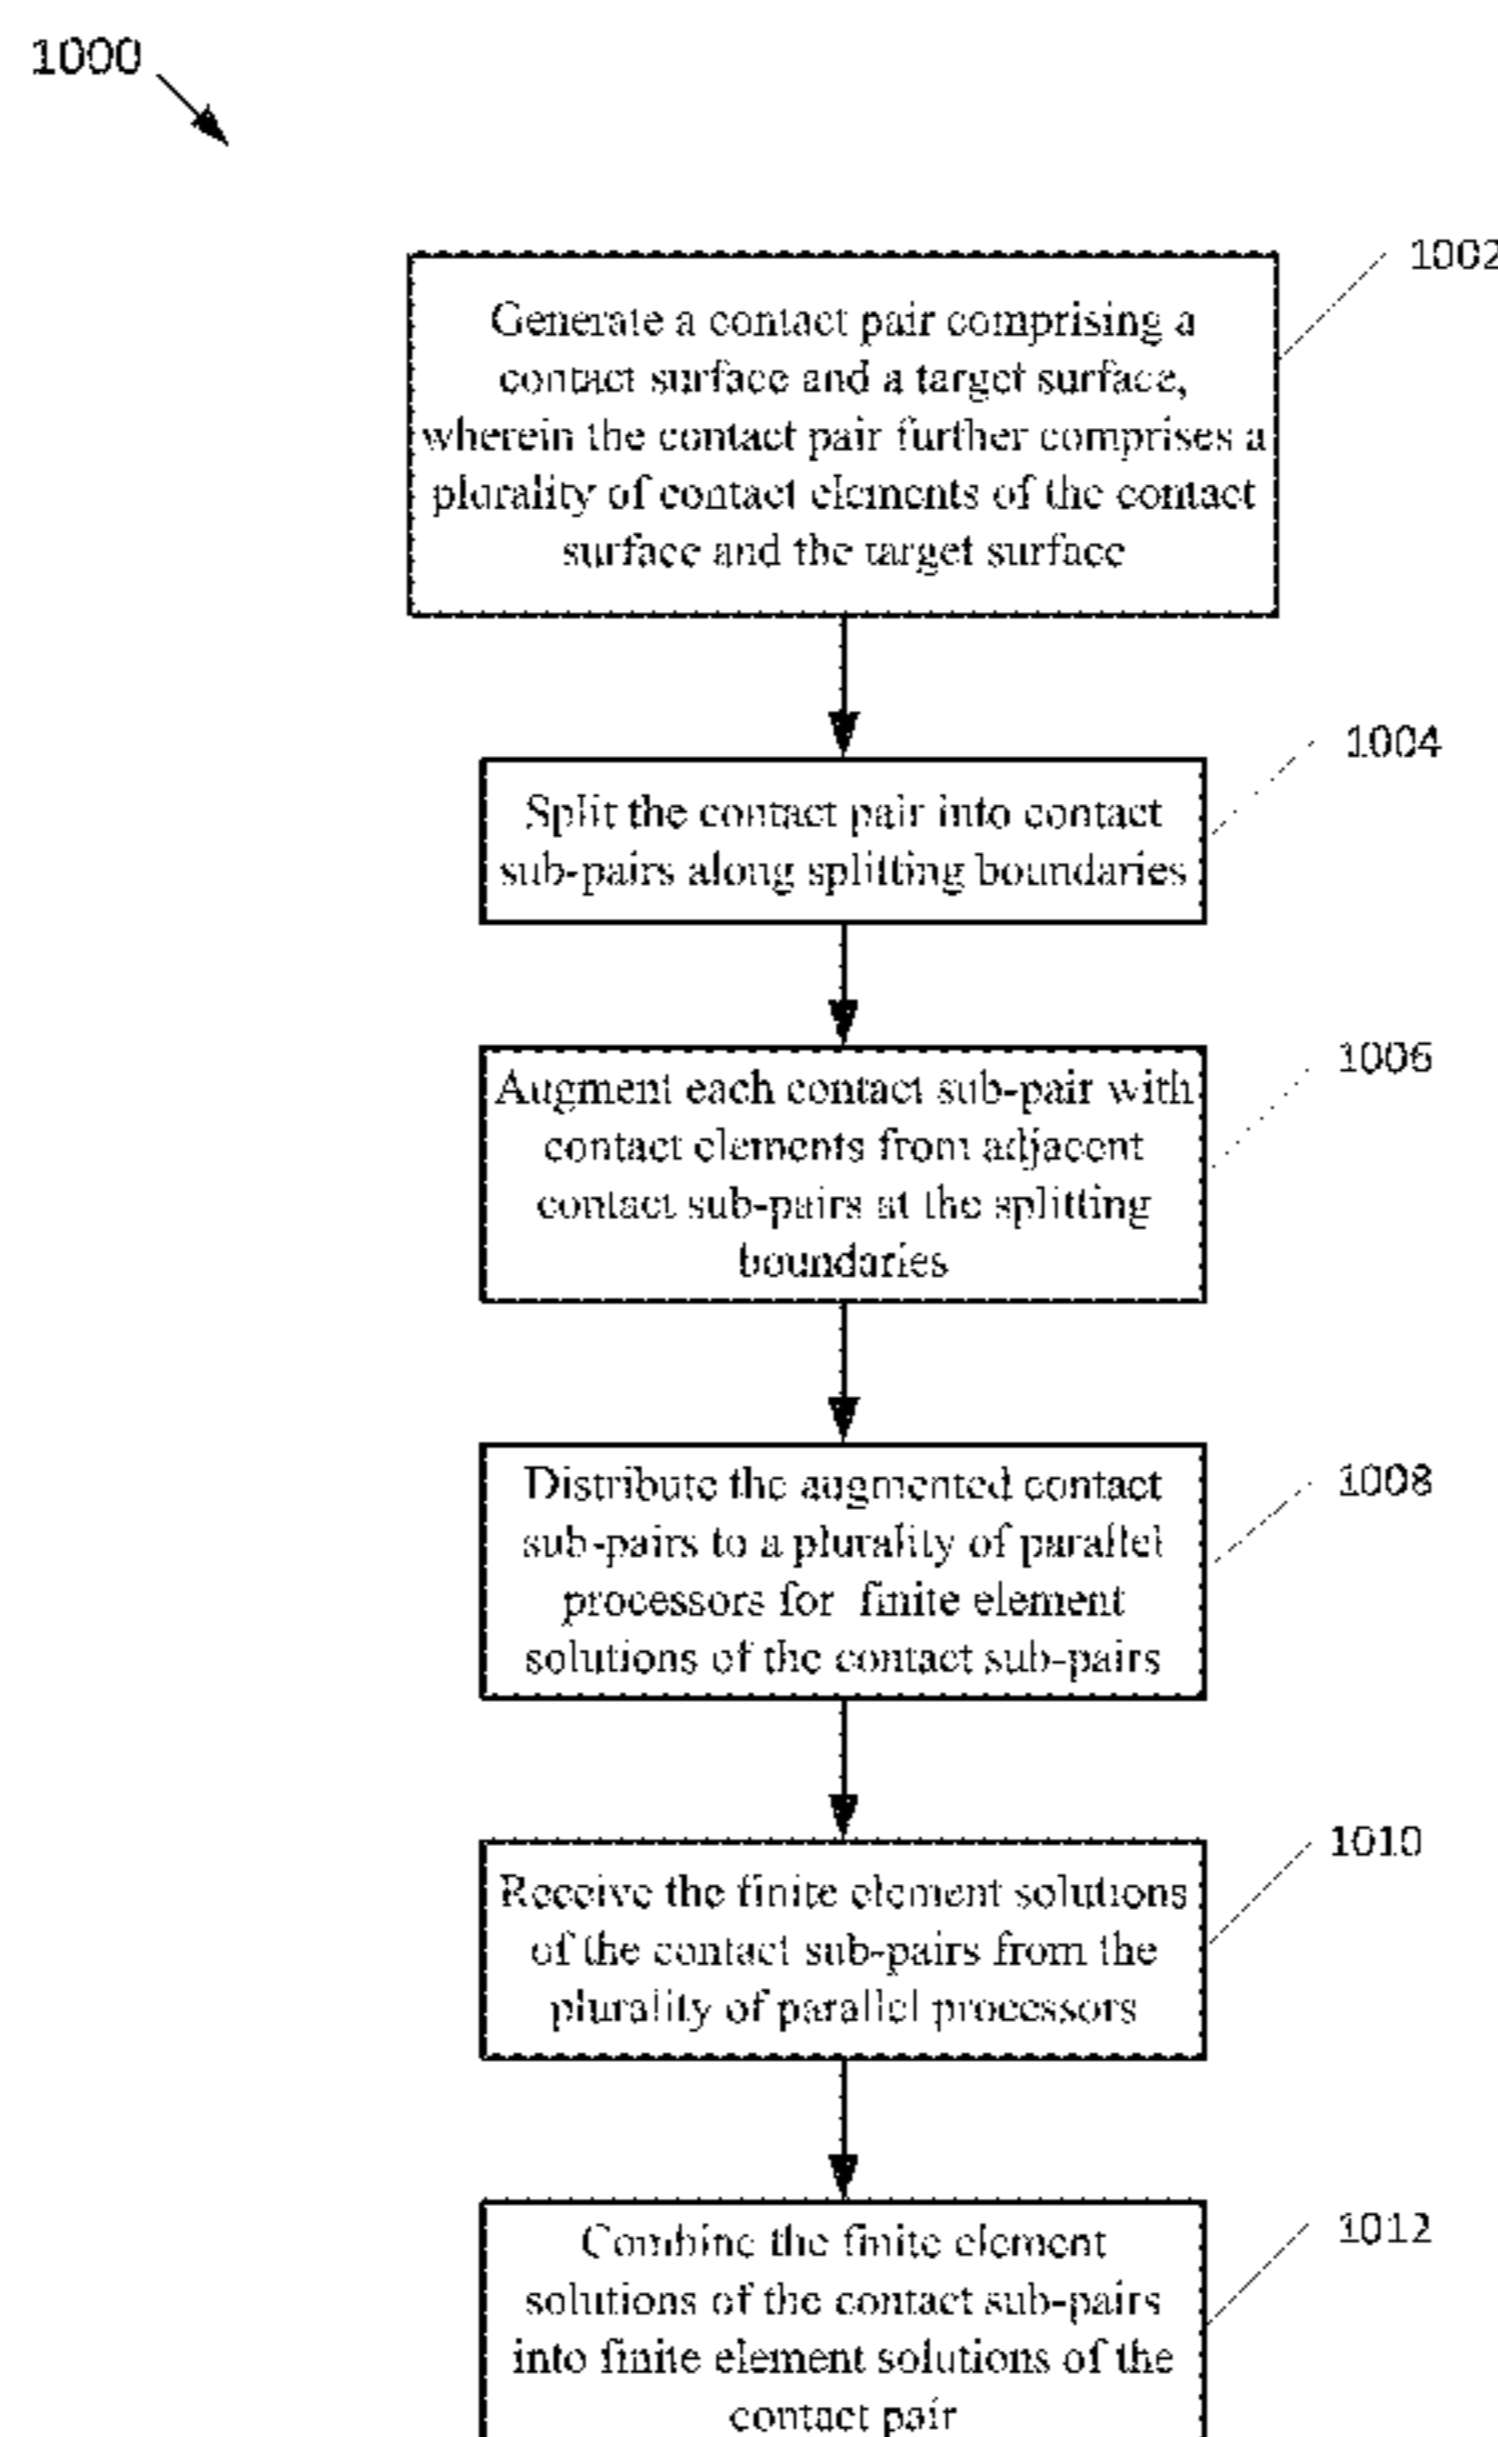 1000
1002
Generate a contact pair comprising a
contact surface and a target surface,
wherein the contact pair further comprises a
plurality of contact elements of the contact
surface and the target surface
1004
Split the contact pair into contact
sub-pairs along splitting boundaries
1006
Augment each contact sub-pair with
contact elements from adjacent
contact sub-pairs at the splitting
boundaries
1008
Distribute the augmented contact
sub-pairs to a plurality of parallel
processors for finite element
solutions of the contact sub-pairs
1010
Receive the finite element solutions
of the contact sub-pairs from the
plurality of parallel processors
1012
Combine the finite element
solutions of the contact sub-pairs
into finite element solutions of the
contact pair